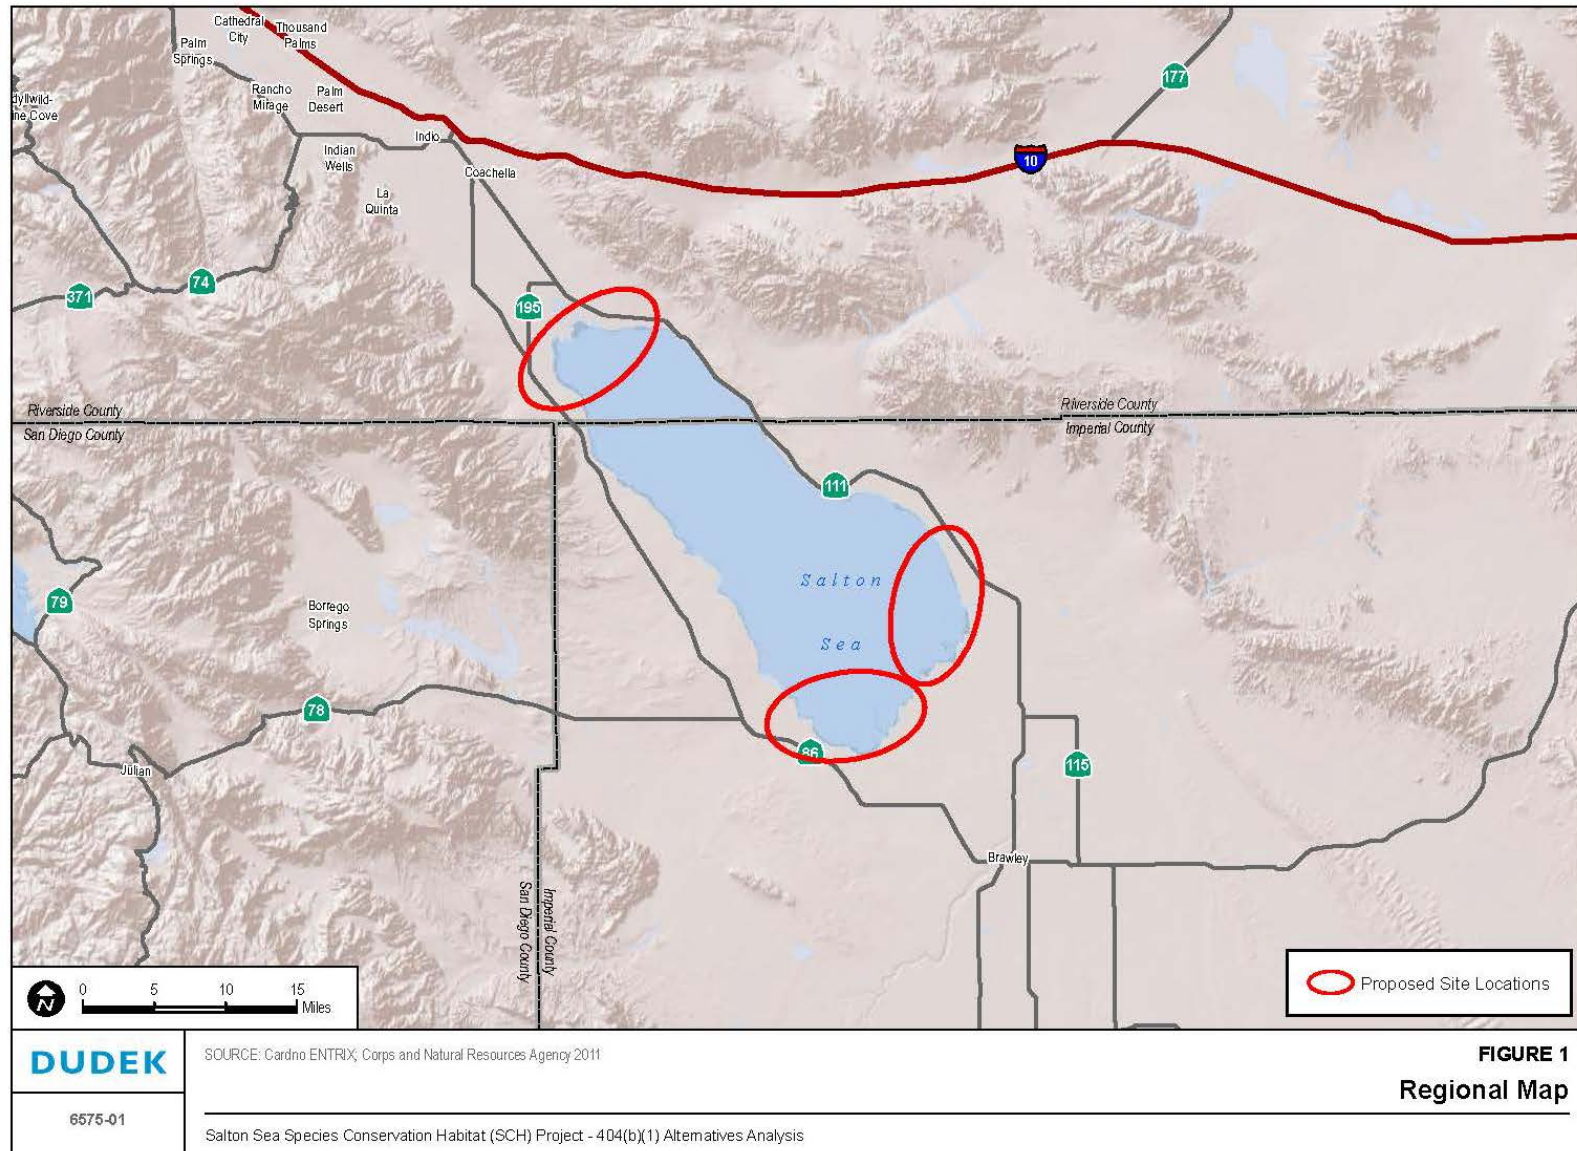 Cathedral
City
Thousand
Palms
Palm
Springs
177
Rancho
Mirage
Palm
Desert
dyllwild-
ne Cove
Indio
Indian
Wells
Coachella
10
La
Quinta
74
371
195
Riverside County
San Diego County
Riverside County
Imperial County
111
Salton
Sea
79
Borrego
Springs
78
86
115
Julian
Brawley
San Diego County
Imperial County
N
0 5 10 15
Miles
Proposed Site Locations
DUDEK
6575-01
SOURCE: Cardno ENTRIX; Corps and Natural Resources Agency 2011
FIGURE 1
Regional Map
Salton Sea Species Conservation Habitat (SCH) Project - 404(b)(1) Alternatives Analysis